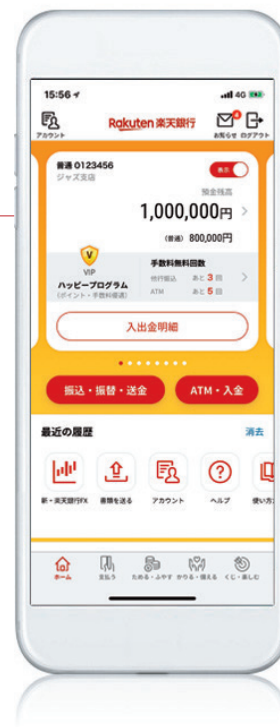 15:56
4G
Rakuten 楽天銀行
アカウント
お知らせ ログアウト
普通 0123456
ジャズ支店
表示
預金残高
1,000,000円
(普通) 800,000円
V
VIP
手数料無料回数
ハッピープログラム
他行振込 あと 3 回
(ポイント・手数料優遇)
ATM あと 5 回
入出金明細
振込・振替・送金
ATM・入金
最近の履歴
消去
新・楽天銀行FX
書類を送る
アカウント
ヘルプ
使い方
ホーム
支払う
ためる・ふやす
かりる・備える
くじ・楽しむ